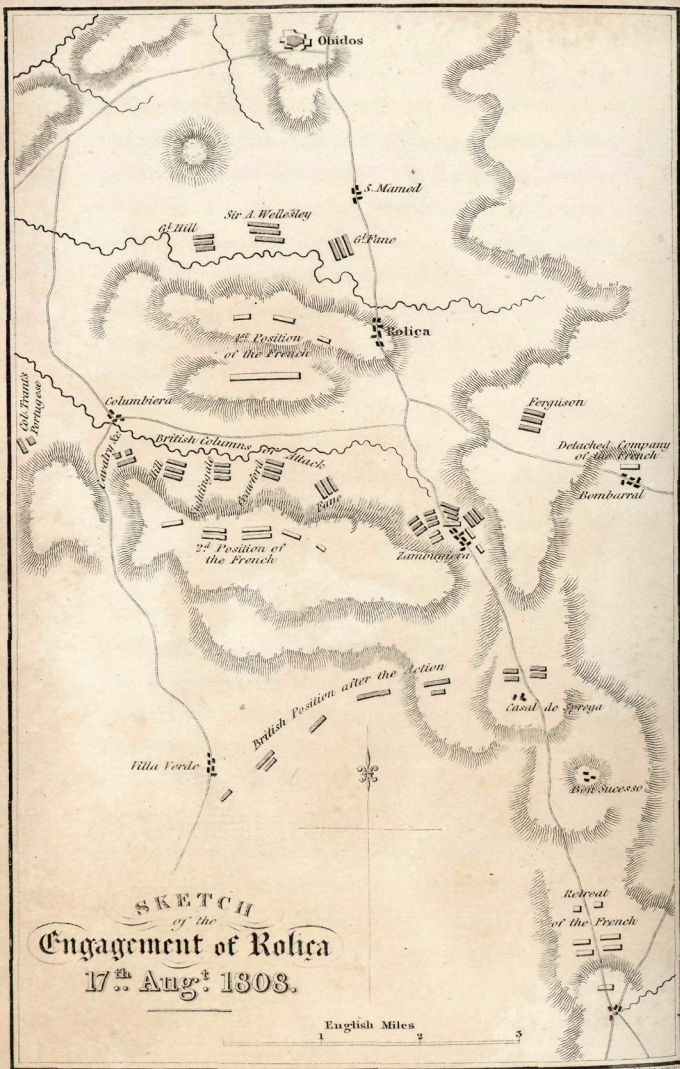 Obidos
S. Mamed
Gl. Hill
Sir A. Wellesley
Gl. Fane
1st Position
of the French
Roliça
Columbiera
Col. Trant's
Portugese
Cavalry &c.
British Columns of Attack
Hill
Nightingale
Craufurd
Fane
Ferguson
Detached Company
of the French
Bombarral
2d Position of
the French
Zambugiera
British Position after the Action
Casal de Sprega
Villa Verde
Bon Sucesso
Retreat
of the French
SKETCH
of the
Engagement of Roliça
17th Augt. 1808.
English Miles
1 2 3